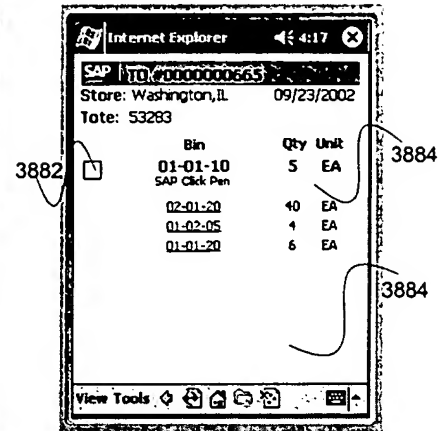 Internet Explorer 4:17
SAP TO #0000000665
Store: Washington,IL 09/23/2002
Tote: 53283
Bin Qty Unit
3882 01-01-10 5 EA 3884
SAP Click Pen
02-01-20 40 EA
01-02-05 4 EA
01-01-20 6 EA
3884
View Tools